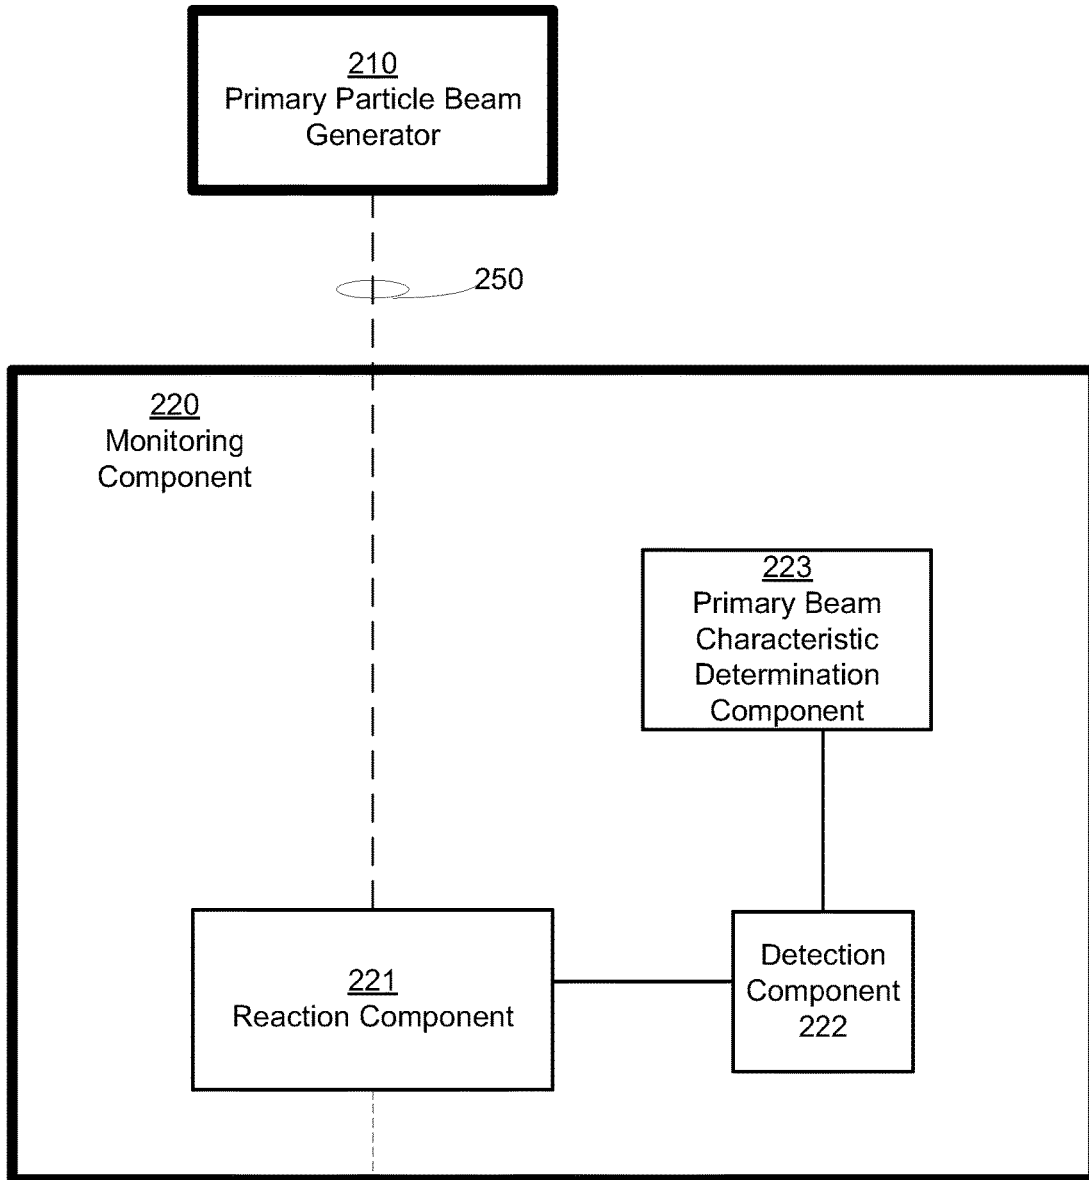 210
Primary Particle Beam
Generator
250
220
Monitoring
Component
223
Primary Beam
Characteristic
Determination
Component
221
Reaction Component
Detection
Component
222